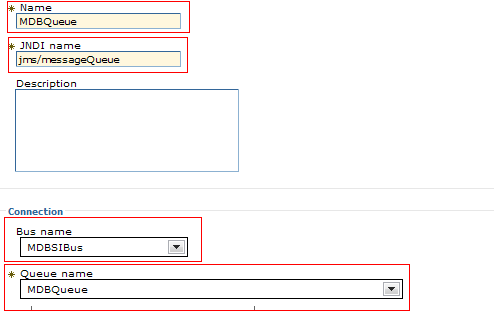 * Name
MDBQueue
* JNDI name
jms/messageQueue
Description
Connection
Bus name
MDBSIBus
* Queue name
MDBQueue